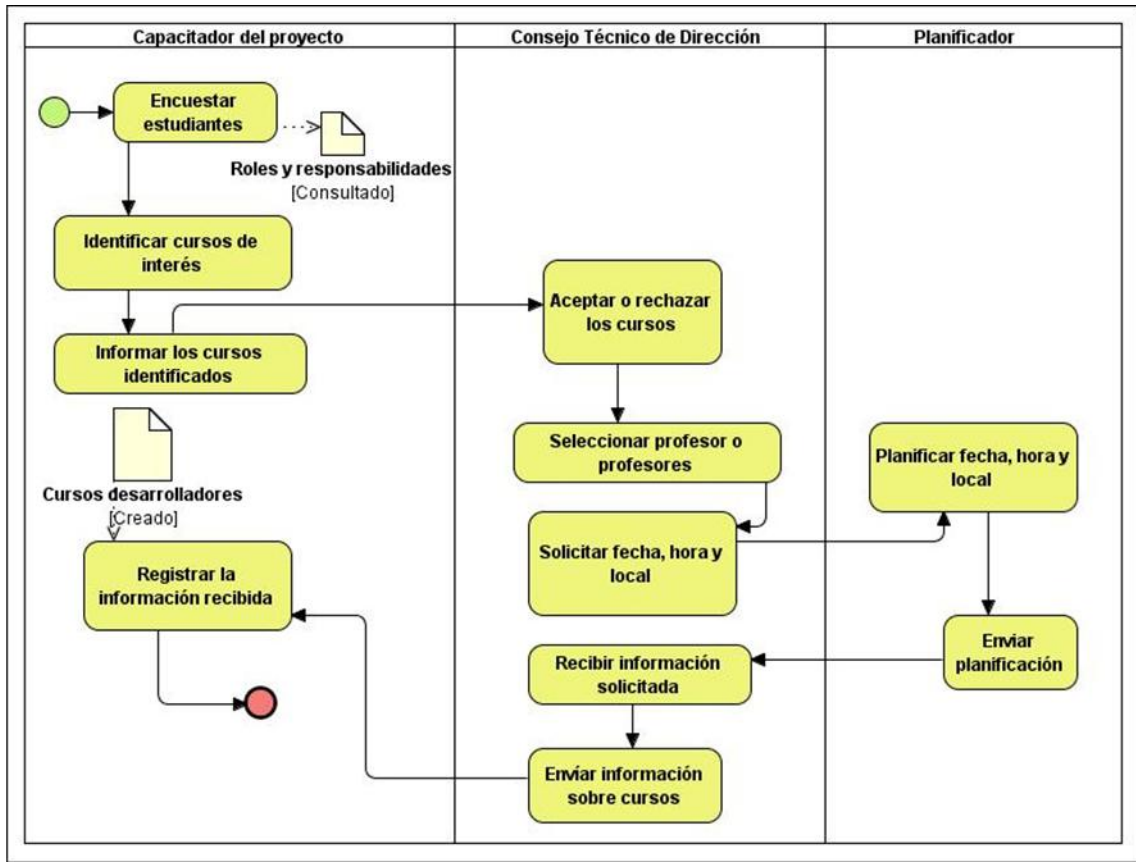 Capacitador del proyecto
Consejo Técnico de Dirección
Planificador
Encuestar
estudiantes
Roles y responsabilidades
[Consultado]
Identificar cursos de
interés
Informar los cursos
identificados
Cursos desarrolladores
[Creado]
Registrar la
información recibida
Aceptar o rechazar
los cursos
Seleccionar profesor o
profesores
Solicitar fecha, hora y
local
Recibir información
solicitada
Envíar información
sobre cursos
Planificar fecha, hora y
local
Enviar
planificación